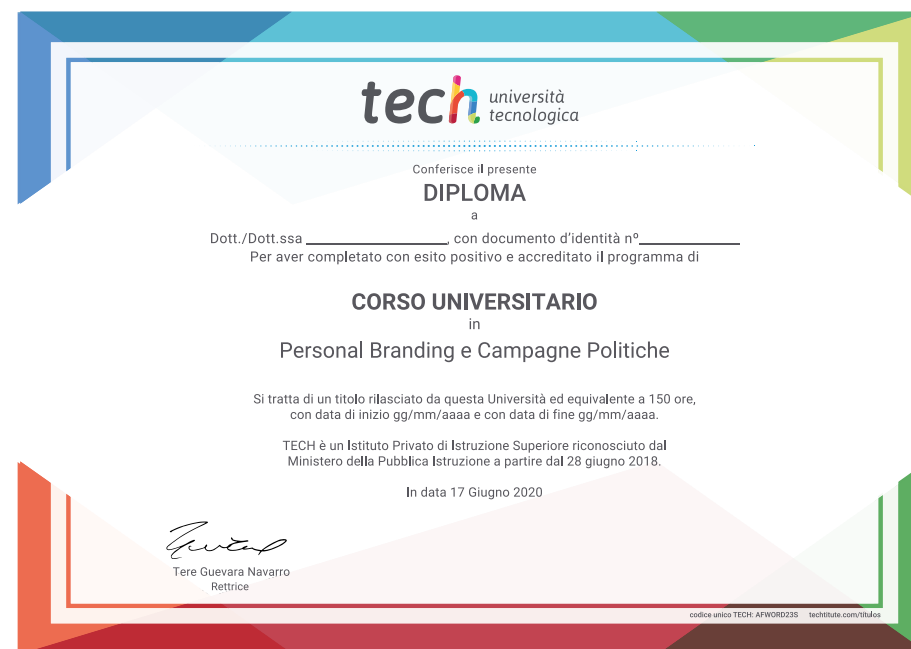 tech università
tecnologica
Conferisce il presente
DIPLOMA
a
Dott./Dott.ssa ____________________, con documento d'identità nº______________
Per aver completato con esito positivo e accreditato il programma di
CORSO UNIVERSITARIO
in
Personal Branding e Campagne Politiche
Si tratta di un titolo rilasciato da questa Università ed equivalente a 150 ore,
con data di inizio gg/mm/aaaa e con data di fine gg/mm/aaaa.
TECH è un Istituto Privato di Istruzione Superiore riconosciuto dal
Ministero della Pubblica Istruzione a partire dal 28 giugno 2018.
In data 17 Giugno 2020
Tere Guevara Navarro
Rettrice
codice unico TECH: AFWORD23S techtitute.com/titulos